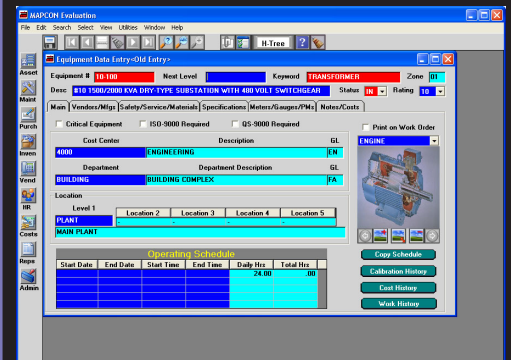 MAPCON Evaluation
File Edit Search Select View Utilities Window Help
H-Tree ?
Equipment Data Entry<Old Entry>
Asset
Maint
Purch
Inven
Vend
HR
Costs
Reps
Admin
Equipment # 10-100 Next Level Keyword TRANSFORMER Zone 01
Desc #10 1500/2000 KVA DRY-TYPE SUBSTATION WITH 480 VOLT SWITCHGEAR Status IN Rating 10
Main Vendors/Mfgs Safety/Service/Materials Specifications Meters/Gauges/PMs Notes/Costs
Critical Equipment ISO-9000 Required QS-9000 Required Print on Work Order
Cost Center Description GL ENGINE
4000 ENGINEERING EN
Department Department Description GL
BUILDING BUILDING COMPLEX FA
Location
Level 1 Location 2 Location 3 Location 4 Location 5
PLANT - - - -
MAIN PLANT
Operating Schedule
Start Date End Date Start Time End Time Daily Hrs Total Hrs
24.00 .00
Copy Schedule
Calibration History
Cost History
Work History